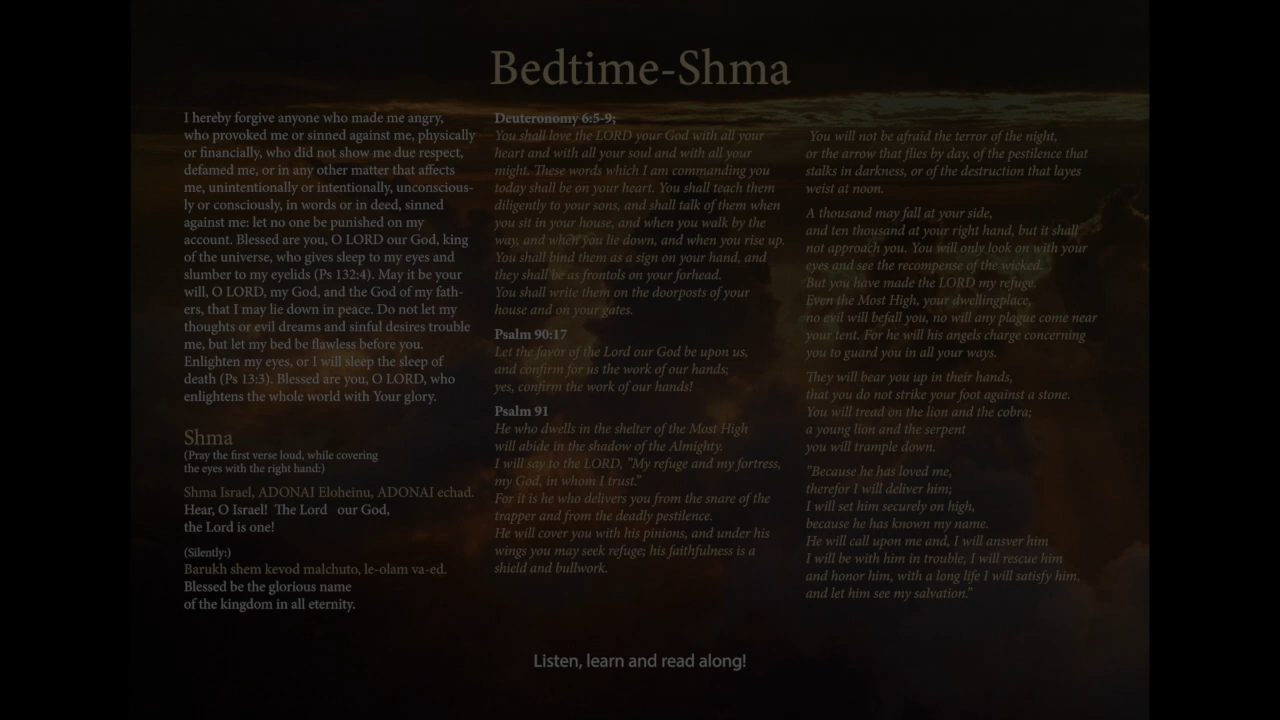 Bedtime-Shma
I hereby forgive anyone who made me angry,
who provoked me or sinned against me, physically
or financially, who did not show me due respect,
defamed me, or in any other matter that affects
me, unintentionally or intentionally, unconscious-
ly or consciously, in words or in deed, sinned
against me: let no one be punished on my
account. Blessed are you, O LORD our God, king
of the universe, who gives sleep to my eyes and
slumber to my eyelids (Ps 132:4). May it be your
will, O LORD, my God, and the God of my fath-
ers, that I may lie down in peace. Do not let my
thoughts or evil dreams and sinful desires trouble
me, but let my bed be flawless before you.
Enlighten my eyes, or I will sleep the sleep of
death (Ps 13:3). Blessed are you, O LORD, who
enlightens the whole world with Your glory.
Shma
(Pray the first verse loud, while covering
the eyes with the right hand:)
Shma Israel, ADONAI Eloheinu, ADONAI echad.
Hear, O Israel! The Lord our God,
the Lord is one!
(Silently:)
Barukh shem kevod malchuto, le-olam va-ed.
Blessed be the glorious name
of the kingdom in all eternity.
Deuteronomy 6:5-9;
You shall love the LORD your God with all your
heart and with all your soul and with all your
might. These words which I am commanding you
today shall be on your heart. You shall teach them
diligently to your sons, and shall talk of them when
you sit in your house, and when you walk by the
way, and when you lie down, and when you rise up.
You shall bind them as a sign on your hand, and
they shall be as frontols on your forhead.
You shall write them on the doorposts of your
house and on your gates.
Psalm 90:17
Let the favor of the Lord our God be upon us,
and confirm for us the work of our hands;
yes, confirm the work of our hands!
Psalm 91
He who dwells in the shelter of the Most High
will abide in the shadow of the Almighty.
I will say to the LORD, "My refuge and my fortress,
my God, in whom I trust."
For it is he who delivers you from the snare of the
trapper and from the deadly pestilence.
He will cover you with his pinions, and under his
wings you may seek refuge; his faithfulness is a
shield and bullwork.
You will not be afraid the terror of the night,
or the arrow that flies by day, of the pestilence that
stalks in darkness, or of the destruction that layes
weist at noon.
A thousand may fall at your side,
and ten thousand at your right hand, but it shall
not approach you. You will only look on with your
eyes and see the recompense of the wicked.
But you have made the LORD my refuge.
Even the Most High, your dwellingplace,
no evil will befall you, no will any plague come near
your tent. For he will his angels charge concerning
you to guard you in all your ways.
They will bear you up in their hands,
that you do not strike your foot against a stone.
You will tread on the lion and the cobra;
a young lion and the serpent
you will trample down.
"Because he has loved me,
therefor I will deliver him;
I will set him securely on high,
because he has known my name.
He will call upon me and, I will ansver him
I will be with him in trouble, I will rescue him
and honor him, with a long life I will satisfy him,
and let him see my salvation."
Listen, learn and read along!